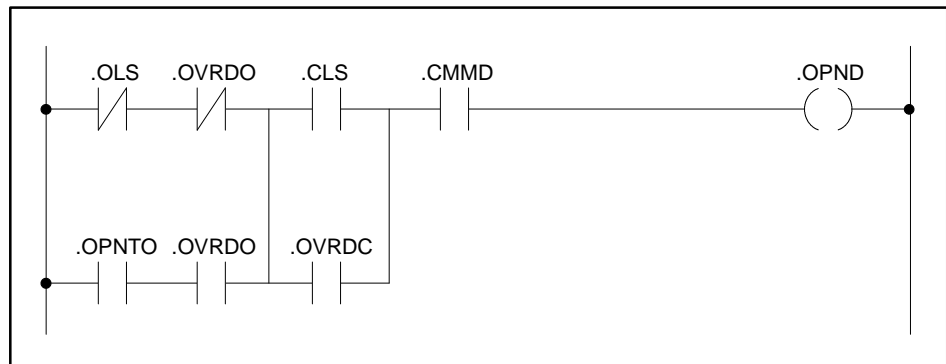 .OLS .OVRDO .CLS .CMMD .OPND
.OPNTO .OVRDO .OVRDC